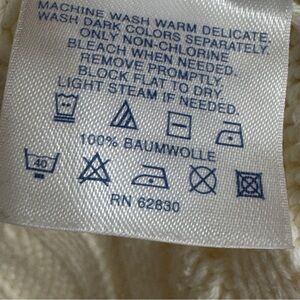 MACHINE WASH WARM DELICATE.
WASH DARK COLORS SEPARATELY.
ONLY NON-CHLORINE
BLEACH WHEN NEEDED.
REMOVE PROMPTLY.
BLOCK FLAT TO DRY.
LIGHT STEAM IF NEEDED.
100% BAUMWOLLE
40
RN 62830